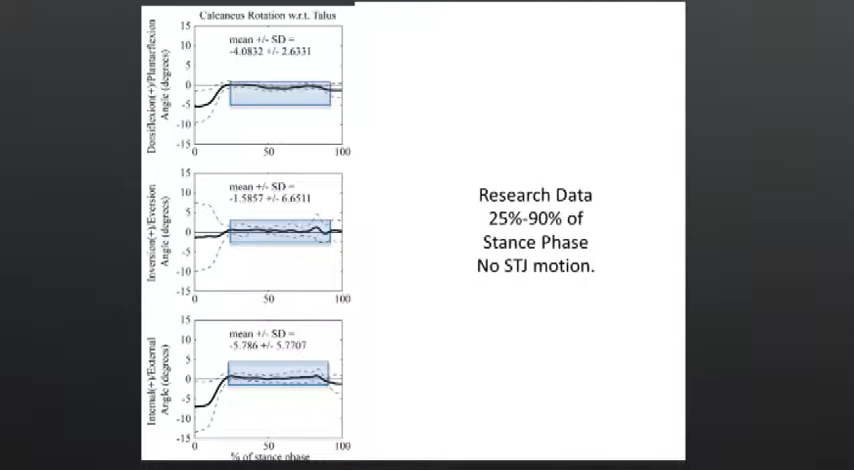 Calcaneus Rotation w.r.t. Talus
Dorsiflexion(+)/Plantarflexion
Angle (degrees)
15
10
5
0
-5
-10
-15
mean +/- SD =
-4.0832 +/- 2.6331
0
50
100
Inversion(+)/Eversion
Angle (degrees)
15
10
5
0
-5
-10
-15
mean +/- SD =
-1.5857 +/- 6.6511
0
50
100
Internal(+)/External
Angle (degrees)
15
10
5
0
-5
-10
-15
mean +/- SD =
-5.786 +/- 5.7707
0
50
100
% of stance phase
Research Data
25%-90% of
Stance Phase
No STJ motion.